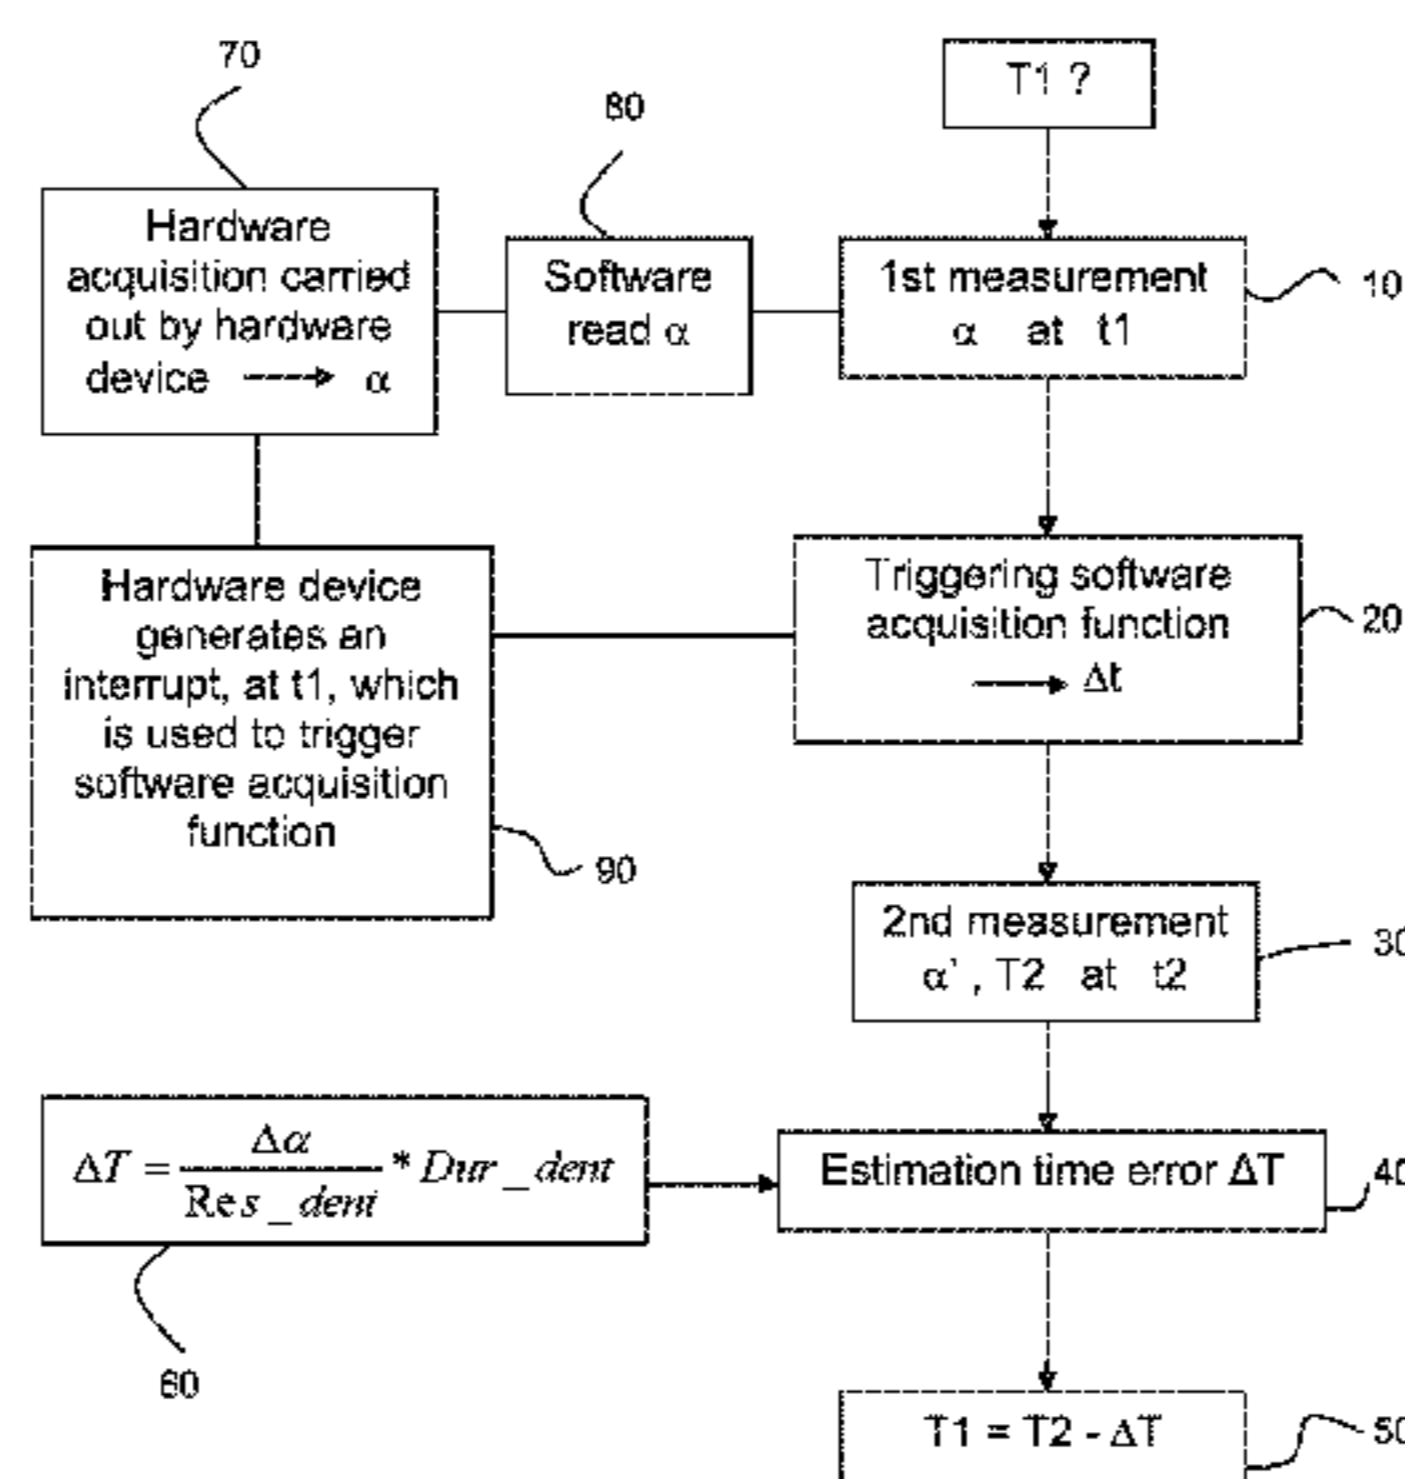 70
T1 ?
80
Hardware
acquisition carried
out by hardware
device → α
Software
read α
1st measurement
α at t1
10
Hardware device
generates an
interrupt, at t1, which
is used to trigger
software acquisition
function
90
Triggering software
acquisition function
→ Δt
20
2nd measurement
α' , T2 at t2
30
ΔT = Δα / Res_dent * Dur_dent
60
Estimation time error ΔT
40
T1 = T2 - ΔT
50